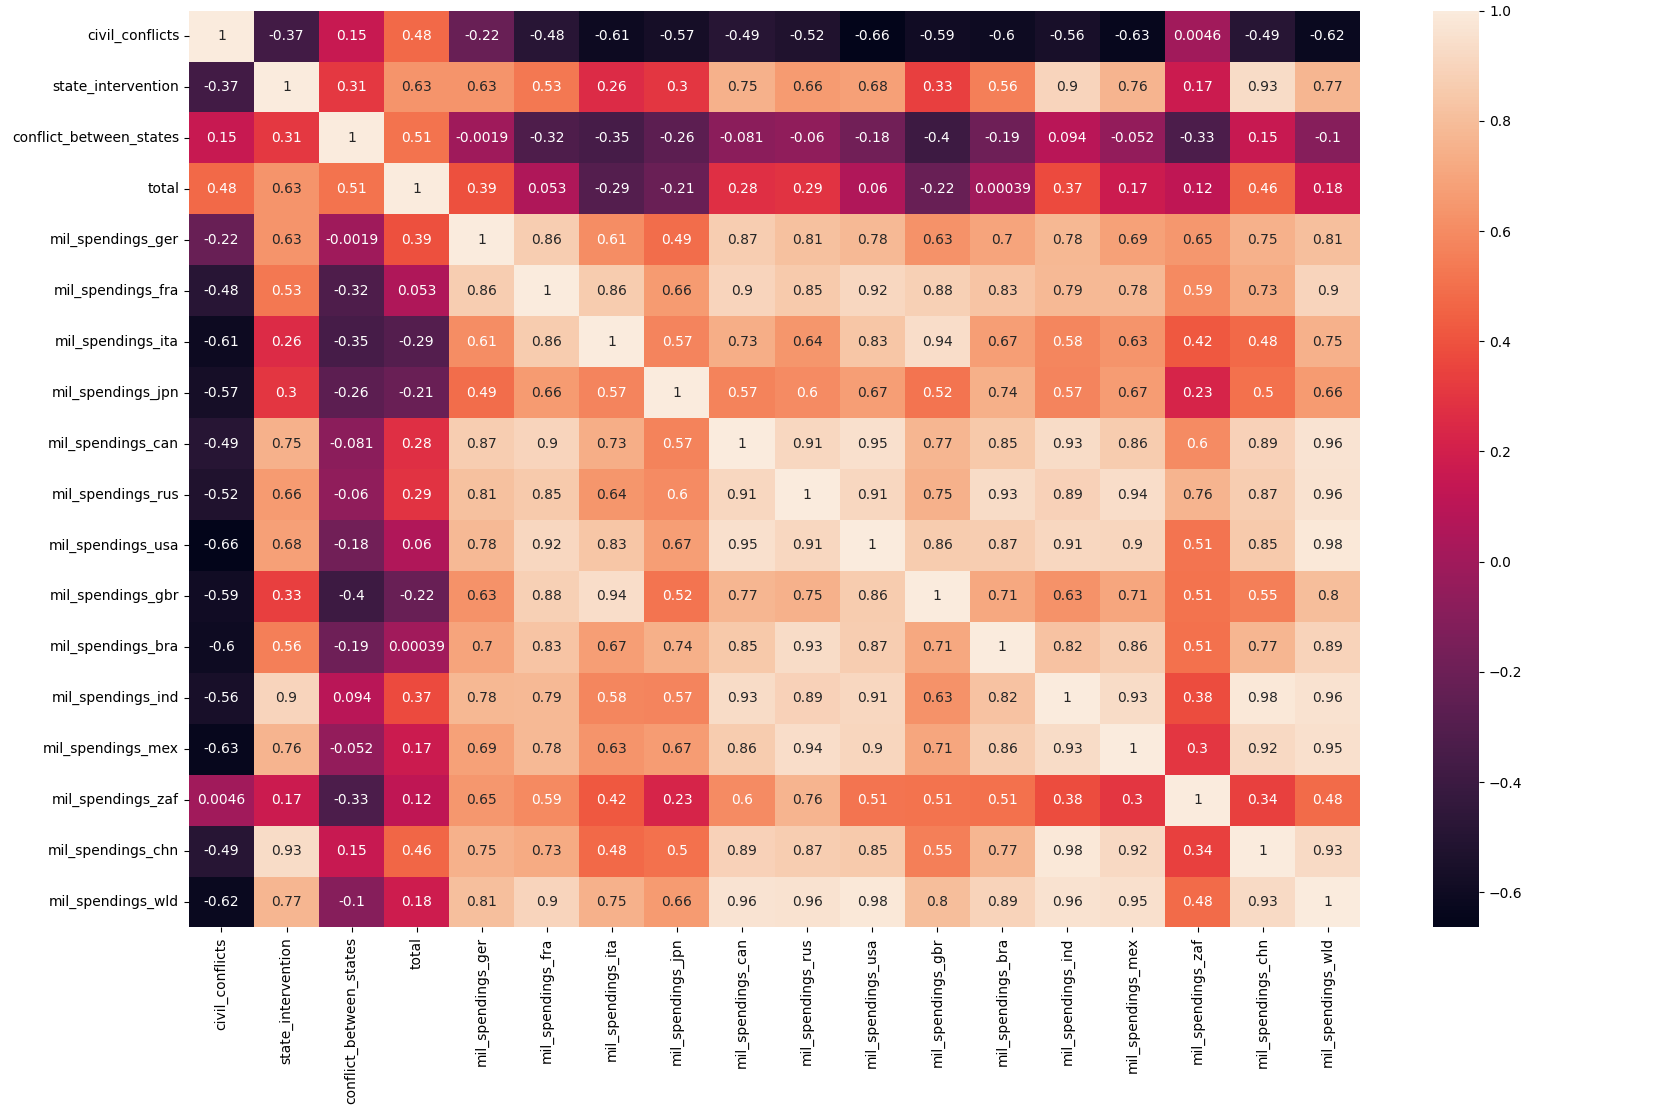 civil_conflicts 1 -0.37 0.15 0.48 -0.22 -0.48 -0.61 -0.57 -0.49 -0.52 -0.66 -0.59 -0.6 -0.56 -0.63 0.0046 -0.49 -0.62
state_intervention -0.37 1 0.31 0.63 0.63 0.53 0.26 0.3 0.75 0.66 0.68 0.33 0.56 0.9 0.76 0.17 0.93 0.77
conflict_between_states 0.15 0.31 1 0.51 -0.0019 -0.32 -0.35 -0.26 -0.081 -0.06 -0.18 -0.4 -0.19 0.094 -0.052 -0.33 0.15 -0.1
total 0.48 0.63 0.51 1 0.39 0.053 -0.29 -0.21 0.28 0.29 0.06 -0.22 0.00039 0.37 0.17 0.12 0.46 0.18
mil_spendings_ger -0.22 0.63 -0.0019 0.39 1 0.86 0.61 0.49 0.87 0.81 0.78 0.63 0.7 0.78 0.69 0.65 0.75 0.81
mil_spendings_fra -0.48 0.53 -0.32 0.053 0.86 1 0.86 0.66 0.9 0.85 0.92 0.88 0.83 0.79 0.78 0.59 0.73 0.9
mil_spendings_ita -0.61 0.26 -0.35 -0.29 0.61 0.86 1 0.57 0.73 0.64 0.83 0.94 0.67 0.58 0.63 0.42 0.48 0.75
mil_spendings_jpn -0.57 0.3 -0.26 -0.21 0.49 0.66 0.57 1 0.57 0.6 0.67 0.52 0.74 0.57 0.67 0.23 0.5 0.66
mil_spendings_can -0.49 0.75 -0.081 0.28 0.87 0.9 0.73 0.57 1 0.91 0.95 0.77 0.85 0.93 0.86 0.6 0.89 0.96
mil_spendings_rus -0.52 0.66 -0.06 0.29 0.81 0.85 0.64 0.6 0.91 1 0.91 0.75 0.93 0.89 0.94 0.76 0.87 0.96
mil_spendings_usa -0.66 0.68 -0.18 0.06 0.78 0.92 0.83 0.67 0.95 0.91 1 0.86 0.87 0.91 0.9 0.51 0.85 0.98
mil_spendings_gbr -0.59 0.33 -0.4 -0.22 0.63 0.88 0.94 0.52 0.77 0.75 0.86 1 0.71 0.63 0.71 0.51 0.55 0.8
mil_spendings_bra -0.6 0.56 -0.19 0.00039 0.7 0.83 0.67 0.74 0.85 0.93 0.87 0.71 1 0.82 0.86 0.51 0.77 0.89
mil_spendings_ind -0.56 0.9 0.094 0.37 0.78 0.79 0.58 0.57 0.93 0.89 0.91 0.63 0.82 1 0.93 0.38 0.98 0.96
mil_spendings_mex -0.63 0.76 -0.052 0.17 0.69 0.78 0.63 0.67 0.86 0.94 0.9 0.71 0.86 0.93 1 0.3 0.92 0.95
mil_spendings_zaf 0.0046 0.17 -0.33 0.12 0.65 0.59 0.42 0.23 0.6 0.76 0.51 0.51 0.51 0.38 0.3 1 0.34 0.48
mil_spendings_chn -0.49 0.93 0.15 0.46 0.75 0.73 0.48 0.5 0.89 0.87 0.85 0.55 0.77 0.98 0.92 0.34 1 0.93
mil_spendings_wld -0.62 0.77 -0.1 0.18 0.81 0.9 0.75 0.66 0.96 0.96 0.98 0.8 0.89 0.96 0.95 0.48 0.93 1
civil_conflicts
state_intervention
conflict_between_states
total
mil_spendings_ger
mil_spendings_fra
mil_spendings_ita
mil_spendings_jpn
mil_spendings_can
mil_spendings_rus
mil_spendings_usa
mil_spendings_gbr
mil_spendings_bra
mil_spendings_ind
mil_spendings_mex
mil_spendings_zaf
mil_spendings_chn
mil_spendings_wld
1.0
0.8
0.6
0.4
0.2
0.0
−0.2
−0.4
−0.6